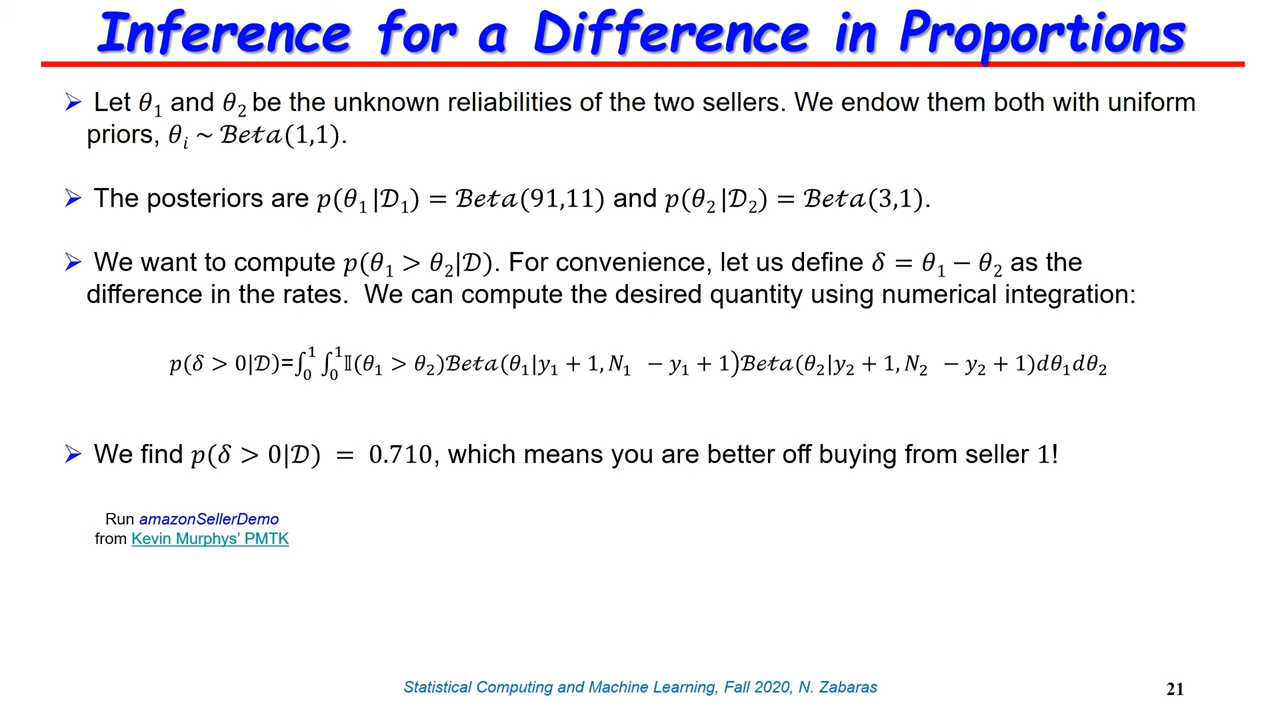 Inference for a Difference in Proportions
➢ Let 𝜃₁ and 𝜃₂ be the unknown reliabilities of the two sellers. We endow them both with uniform
priors, 𝜃ᵢ ~ ℬ𝑒𝑡𝑎(1,1).
➢ The posteriors are 𝑝(𝜃₁|𝒟₁) = ℬ𝑒𝑡𝑎(91,11) and 𝑝(𝜃₂|𝒟₂) = ℬ𝑒𝑡𝑎(3,1).
➢ We want to compute 𝑝(𝜃₁ > 𝜃₂|𝒟). For convenience, let us define 𝛿 = 𝜃₁ − 𝜃₂ as the
difference in the rates. We can compute the desired quantity using numerical integration:
𝑝(𝛿 > 0|𝒟)=∫₀¹ ∫₀¹ 𝕀(𝜃₁ > 𝜃₂)ℬ𝑒𝑡𝑎(𝜃₁|𝑦₁ + 1, 𝑁₁ − 𝑦₁ + 1)ℬ𝑒𝑡𝑎(𝜃₂|𝑦₂ + 1, 𝑁₂ − 𝑦₂ + 1)𝑑𝜃₁𝑑𝜃₂
➢ We find 𝑝(𝛿 > 0|𝒟) = 0.710, which means you are better off buying from seller 1!
Run amazonSellerDemo
from Kevin Murphys’ PMTK
Statistical Computing and Machine Learning, Fall 2020, N. Zabaras
21